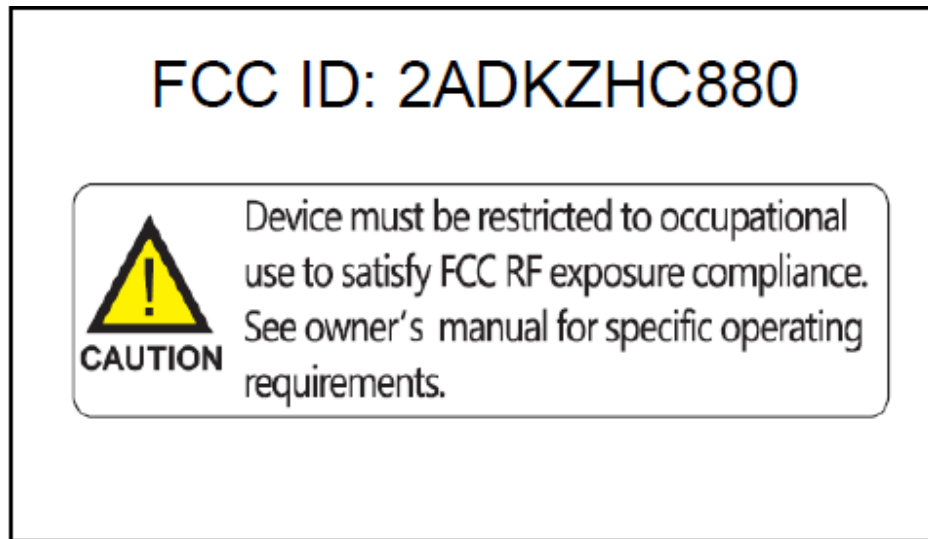 FCC ID: 2ADKZHC880
Device must be restricted to occupational
use to satisfy FCC RF exposure compliance.
See owner's manual for specific operating
requirements.
!
CAUTION